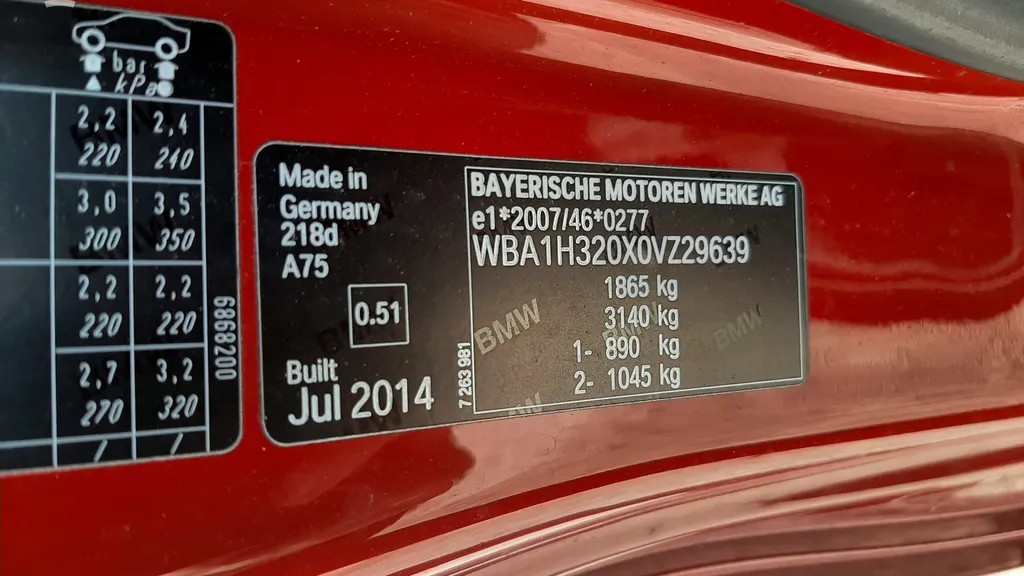 bar
kPa
2,2 2,4
220 240
3,0 3,5
300 350
2,2 2,2
220 220
2,7 3,2
270 320
/ /
6868200
Made in
Germany
218d
A75
0.51
Built
Jul 2014
7 263 981
BAYERISCHE MOTOREN WERKE AG
e1*2007/46*0277
WBA1H320X0VZ29639
1865 kg
3140 kg
1- 890 kg
2- 1045 kg
BMW
BMW
BMW
BMW